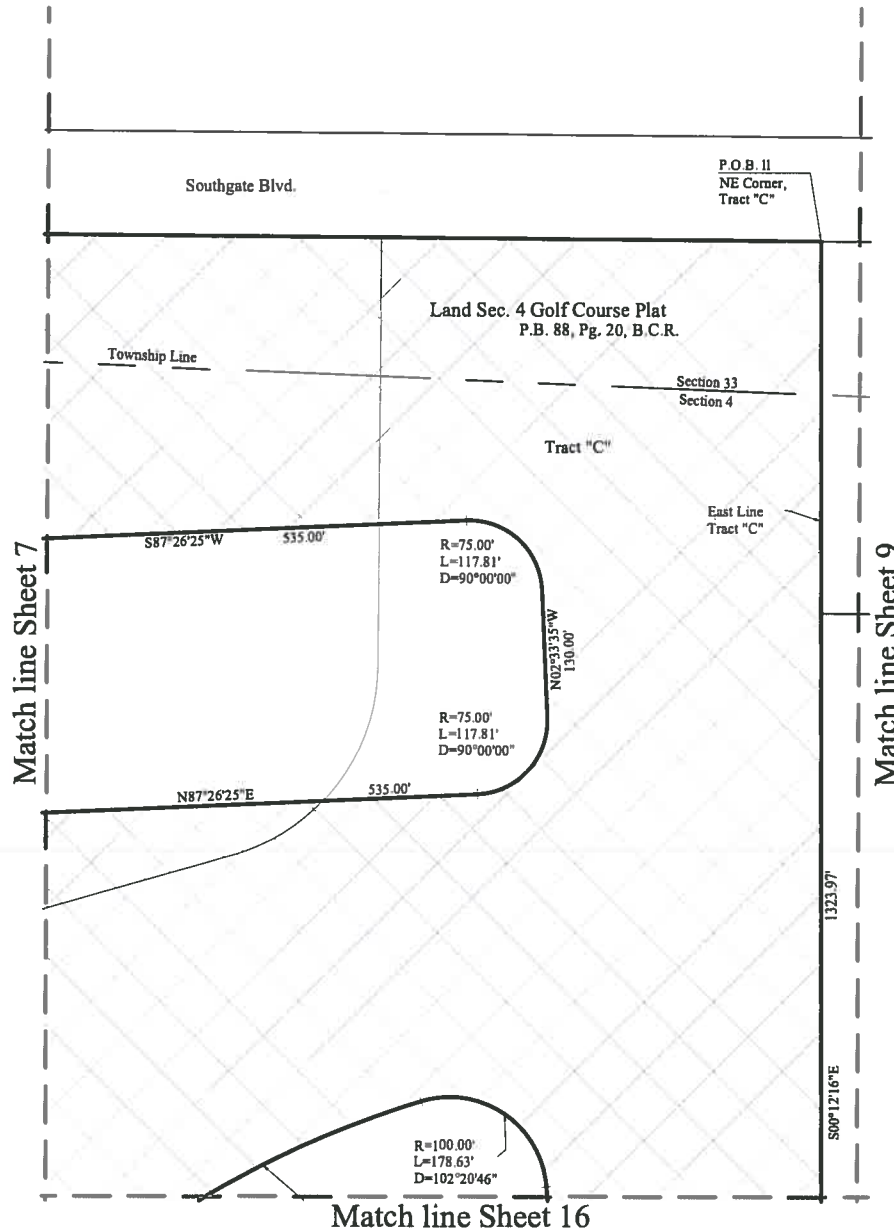 Southgate Blvd.
P.O.B. 11
NE Corner,
Tract "C"
Land Sec. 4 Golf Course Plat
P.B. 88, Pg. 20, B.C.R.
Township Line
Section 33
Section 4
Tract "C"
East Line
Tract "C"
S87°26'25"W 535.00'
R=75.00'
L=117.81'
D=90°00'00"
N02°33'35"W
130.00'
R=75.00'
L=117.81'
D=90°00'00"
N87°26'25"E 535.00'
Match line Sheet 7
Match line Sheet 9
1323.97'
S00°12'16"E
R=100.00'
L=178.63'
D=102°20'46"
Match line Sheet 16